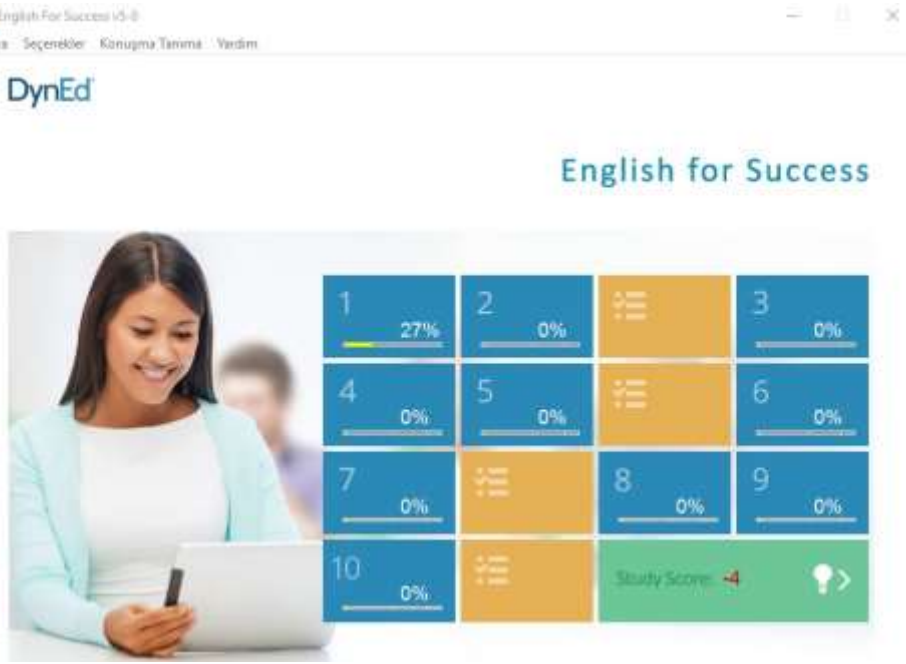 English For Success v5-0
Seçenekler Konuşma Tanıma Yardım
DynEd
English for Success
1 27%
2 0%
3 0%
4 0%
5 0%
6 0%
7 0%
8 0%
9 0%
10 0%
Study Score: -4